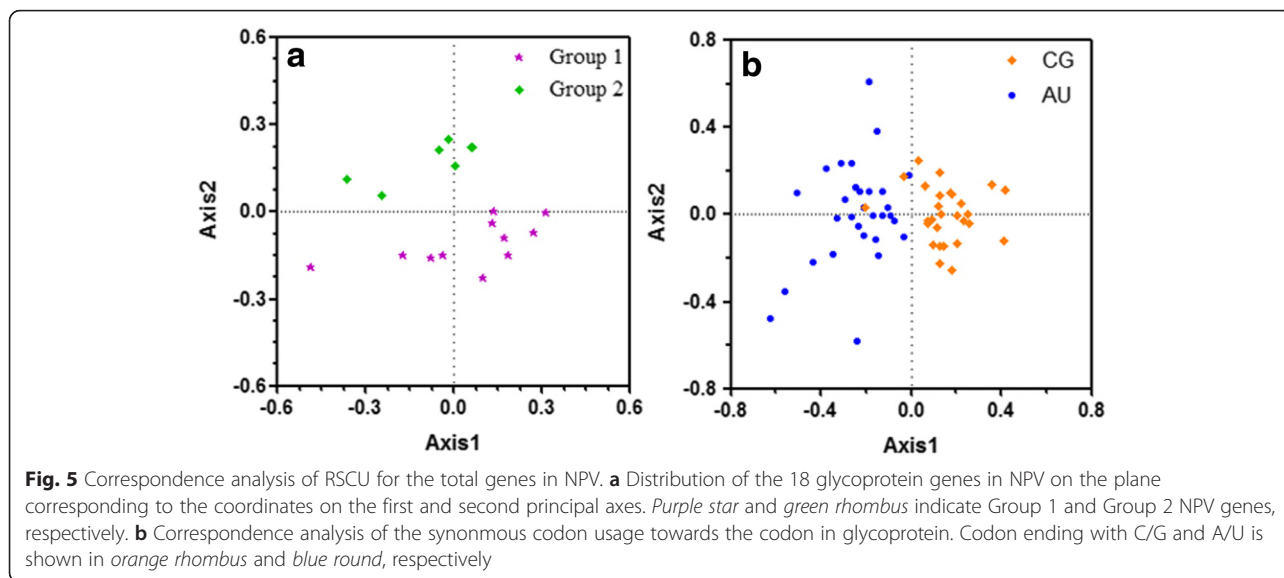 a
Group 1
Group 2
0.6
0.3
0.0
-0.3
-0.6
Axis2
-0.6
-0.3
0.0
0.3
0.6
Axis1
b
CG
AU
0.8
0.4
0.0
-0.4
-0.8
Axis2
-0.8
-0.4
0.0
0.4
0.8
Axis1
Fig. 5 Correspondence analysis of RSCU for the total genes in NPV. a Distribution of the 18 glycoprotein genes in NPV on the plane
corresponding to the coordinates on the first and second principal axes. Purple star and green rhombus indicate Group 1 and Group 2 NPV genes,
respectively. b Correspondence analysis of the synonmous codon usage towards the codon in glycoprotein. Codon ending with C/G and A/U is
shown in orange rhombus and blue round, respectively